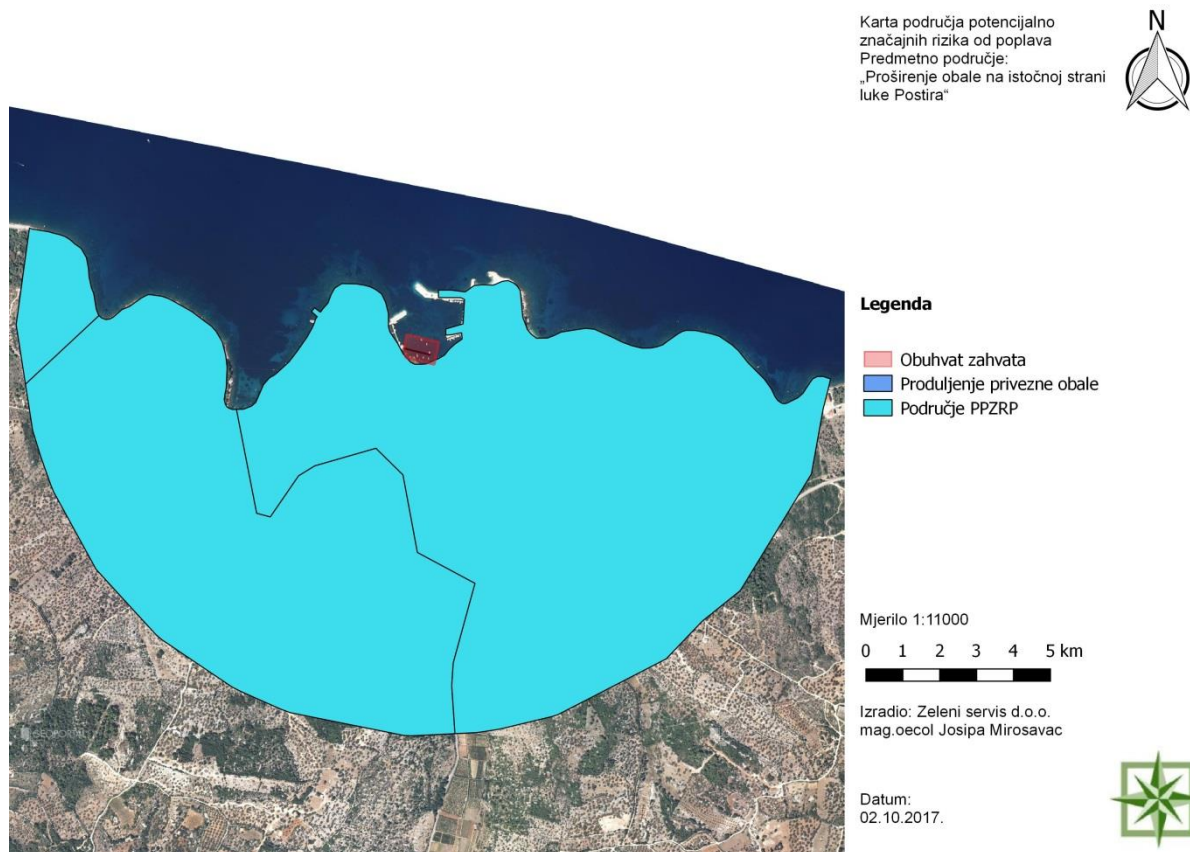 Karta područja potencijalno
značajnih rizika od poplava
Predmetno područje:
„Proširenje obale na istočnoj strani
luke Postira“
N
Legenda
Obuhvat zahvata
Produljenje privezne obale
Područje PPZRP
Mjerilo 1:11000
0 1 2 3 4 5 km
Izradio: Zeleni servis d.o.o.
mag.oecol Josipa Mirosavac
Datum:
02.10.2017.